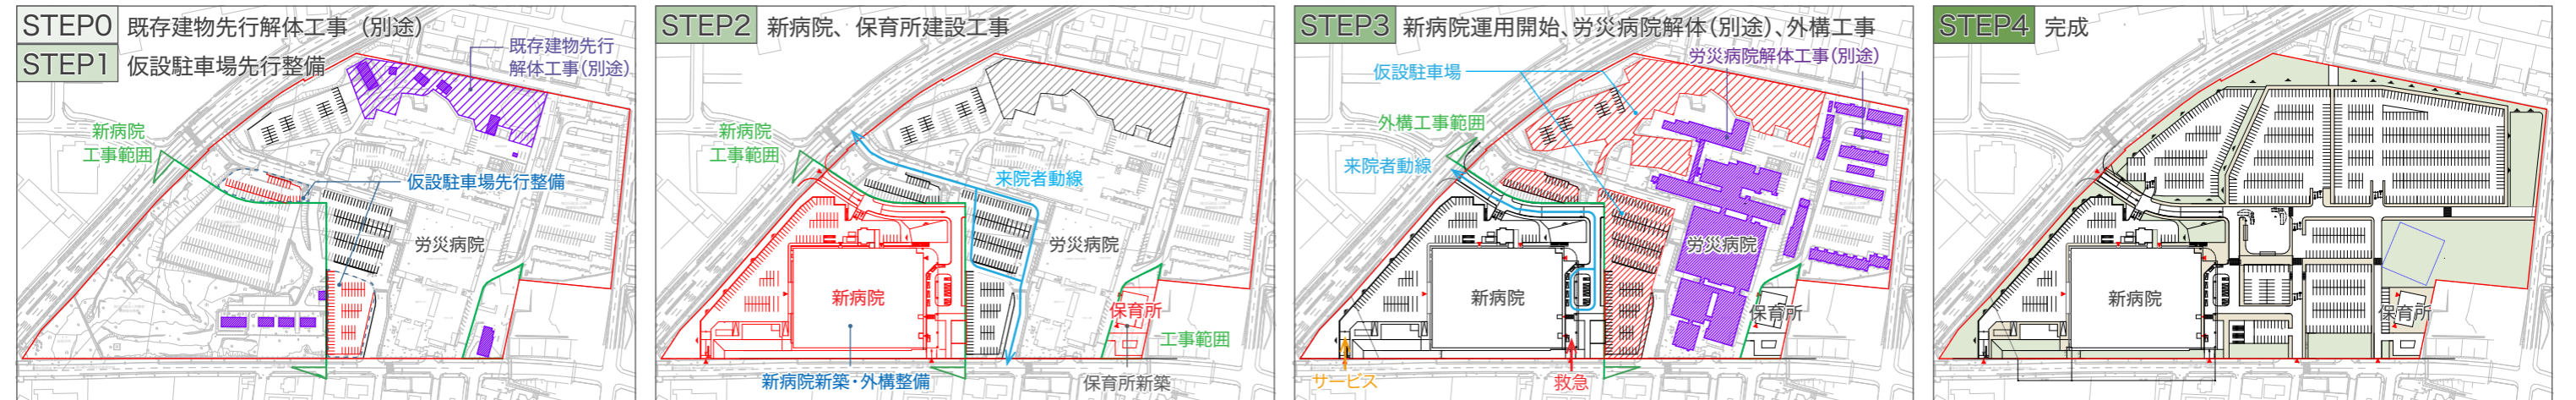 STEP0 既存建物先行解体工事（別途）
STEP1 仮設駐車場先行整備
既存建物先行
解体工事（別途）
新病院
工事範囲
仮設駐車場先行整備
労災病院
STEP2 新病院、保育所建設工事
新病院
工事範囲
来院者動線
労災病院
新病院
保育所
工事範囲
新病院新築・外構整備
保育所新築
STEP3 新病院運用開始、労災病院解体（別途）、外構工事
仮設駐車場
労災病院解体工事（別途）
外構工事範囲
来院者動線
労災病院
新病院
保育所
サービス
救急
STEP4 完成
新病院
保育所